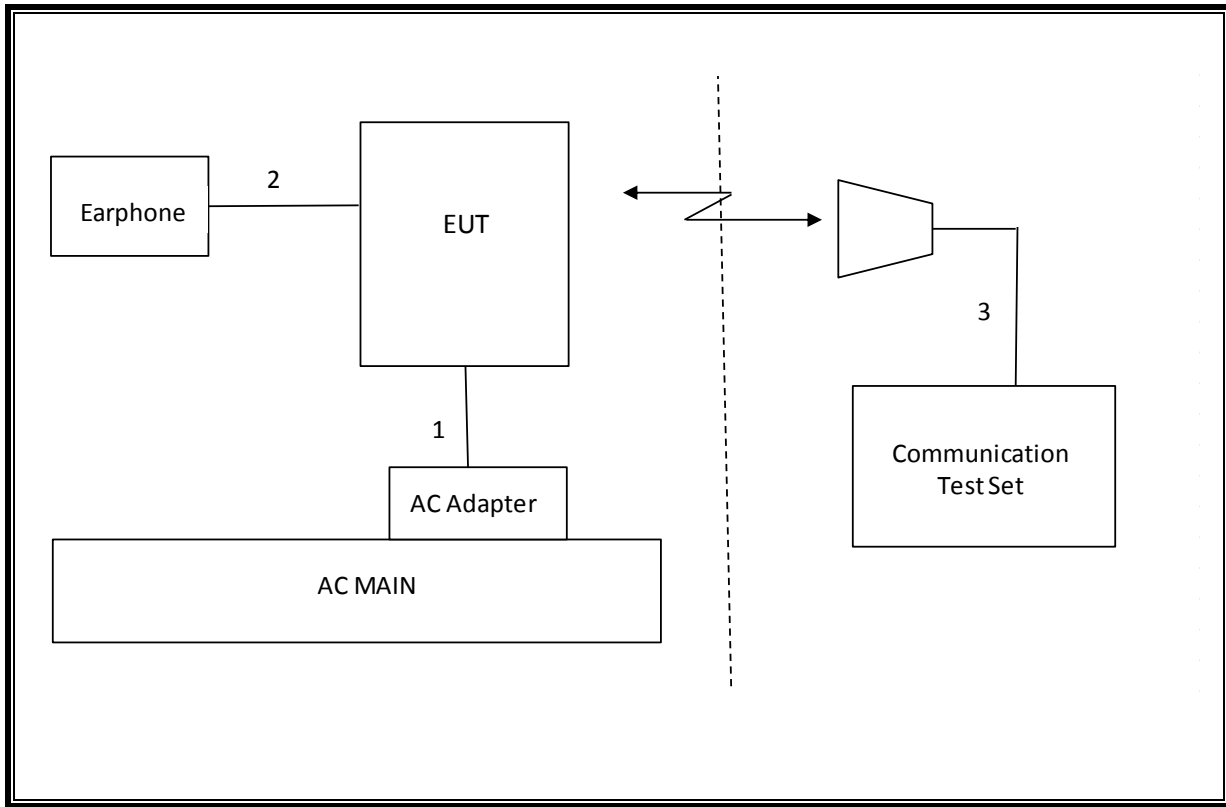 2
Earphone
EUT
3
1
Communication
Test Set
AC Adapter
AC MAIN